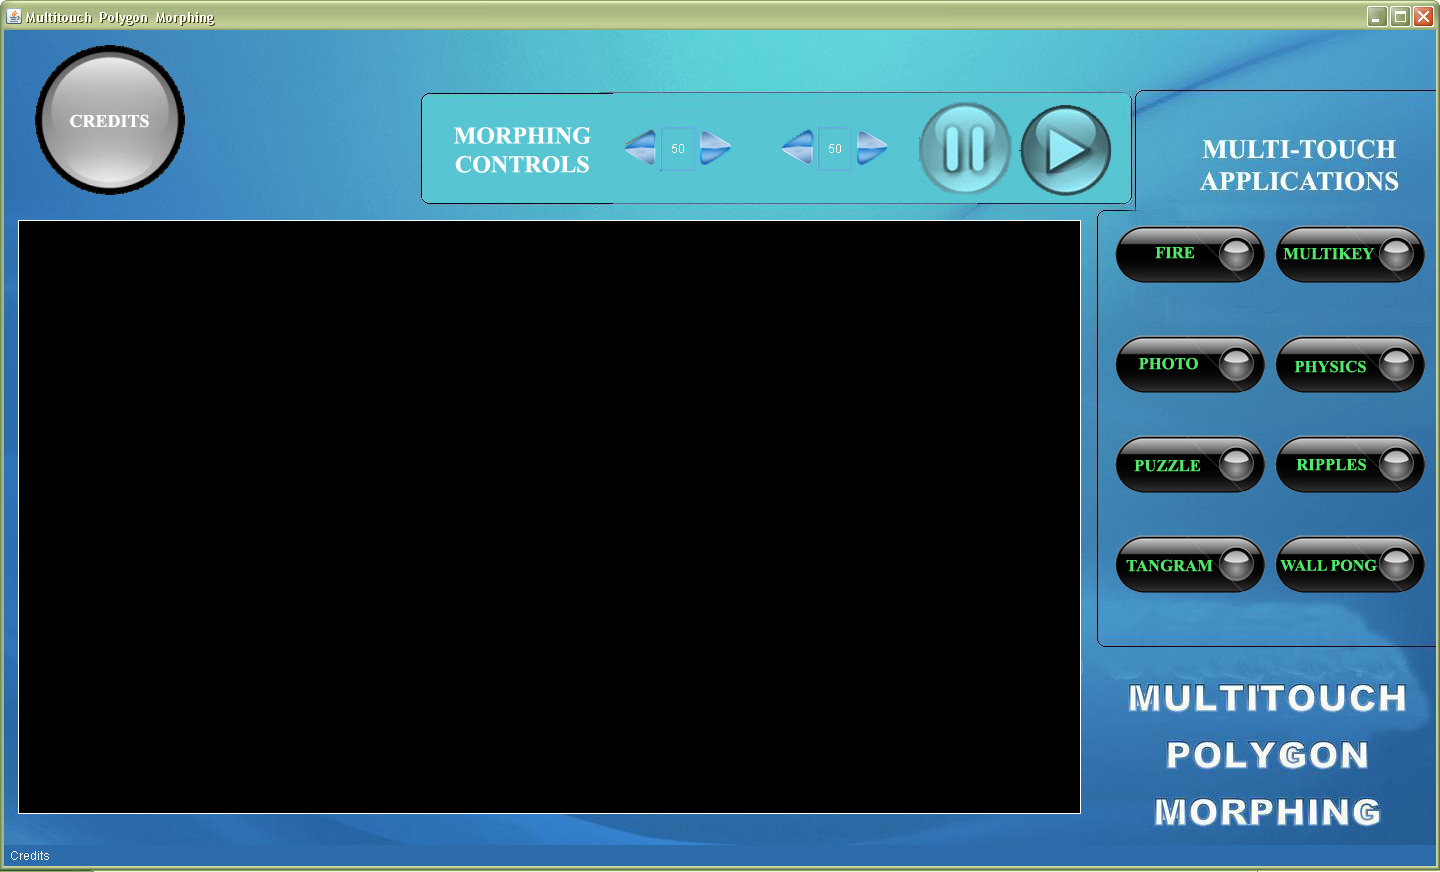 Multitouch Polygon Morphing
CREDITS
MORPHING
CONTROLS
50
50
MULTI-TOUCH
APPLICATIONS
FIRE
MULTIKEY
PHOTO
PHYSICS
PUZZLE
RIPPLES
TANGRAM
WALL PONG
MULTITOUCH
POLYGON
MORPHING
Credits